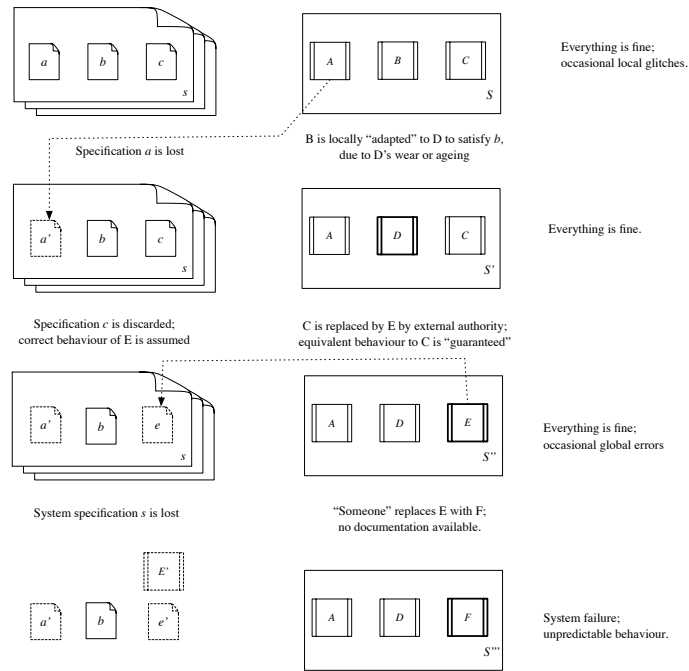 a
b
c
s
A
B
C
S
Everything is fine;
occasional local glitches.
Specification a is lost
B is locally “adapted” to D to satisfy b,
due to D’s wear or ageing
a’
b
c
s
A
D
C
S’
Everything is fine.
Specification c is discarded;
correct behaviour of E is assumed
C is replaced by E by external authority;
equivalent behaviour to C is “guaranteed”
a’
b
e
s
A
D
E
S’’
Everything is fine;
occasional global errors
System specification s is lost
“Someone” replaces E with F;
no documentation available.
E’
a’
b
e’
A
D
F
S’’’
System failure;
unpredictable behaviour.